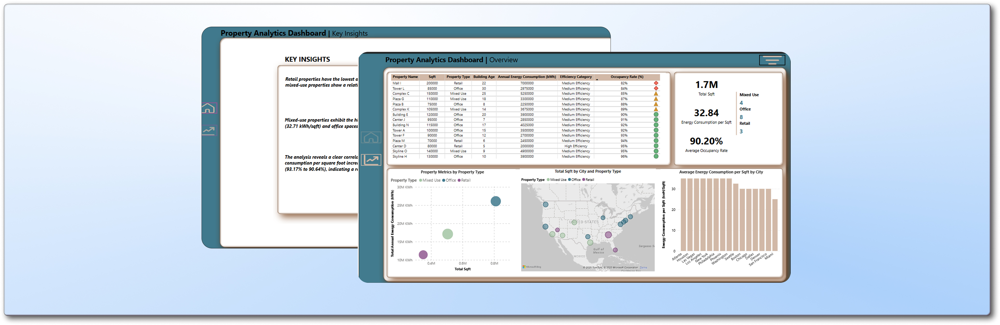 Property Analytics Dashboard | Key Insights
KEY INSIGHTS
Retail properties have the lowest a
mixed-use properties show a relati
Mixed-use properties exhibit the hi
(32.71 kWh/sqft) and office spaces
The analysis reveals a clear correla
consumption per square foot incre
(93.17% to 90.64%), indicating a r
Property Analytics Dashboard | Overview
Property Name Sqft Property Type Building Age Annual Energy Consumption (kWh) Efficiency Category Occupancy Rate (%)
Mall I 200000 Retail 22 7000000 Medium Efficiency 82%
Tower L 85000 Office 30 2975000 Medium Efficiency 84%
Complex C 150000 Mixed Use 25 5250000 Medium Efficiency 85%
Plaza G 110000 Mixed Use 18 3300000 Medium Efficiency 87%
Plaza B 75000 Office 8 2250000 Medium Efficiency 88%
Complex K 105000 Mixed Use 14 3675000 Medium Efficiency 89%
Building E 120000 Office 20 3900000 Medium Efficiency 90%
Center J 95000 Office 7 2850000 Medium Efficiency 91%
Building N 115000 Office 17 4025000 Medium Efficiency 92%
Tower A 100000 Office 15 3500000 Medium Efficiency 92%
Tower F 90000 Office 12 2700000 Medium Efficiency 93%
Plaza M 70000 Retail 6 2450000 Medium Efficiency 94%
Center D 80000 Retail 5 2000000 High Efficiency 95%
Skyline O 140000 Mixed Use 9 4900000 Medium Efficiency 95%
Skyline H 130000 Office 10 3900000 Medium Efficiency 96%
1.7M
Total Sqft
32.84
Energy Consumption per Sqft
90.20%
Average Occupancy Rate
Mixed Use
4
Office
8
Retail
3
Property Metrics by Property Type
Property Type Mixed Use Office Retail
Total Annual Energy Consumption (kWh)
30M KWh
25M KWh
20M KWh
15M KWh
10M KWh
0.4M 0.6M 0.8M
Total Sqft
Total Sqft by City and Property Type
Property Type Mixed Use Office Retail
UNITED STATES
Gulf of
Mexico
Sargasso S
MEXICO
CUBA
Microsoft Bing
© 2025 TomTom, © 2025 Microsoft Corporation Terms
Average Energy Consumption per Sqft by City
Energy Consumption per Sqft (kwH/Sqft)
30
20
10
0
Atlanta
Houston
Las Vegas
Los Angeles
New York
Philadelphia
Phoenix
Washington
Seattle
Boston
Chicago
Dallas
Denver
San Francisco
Miami